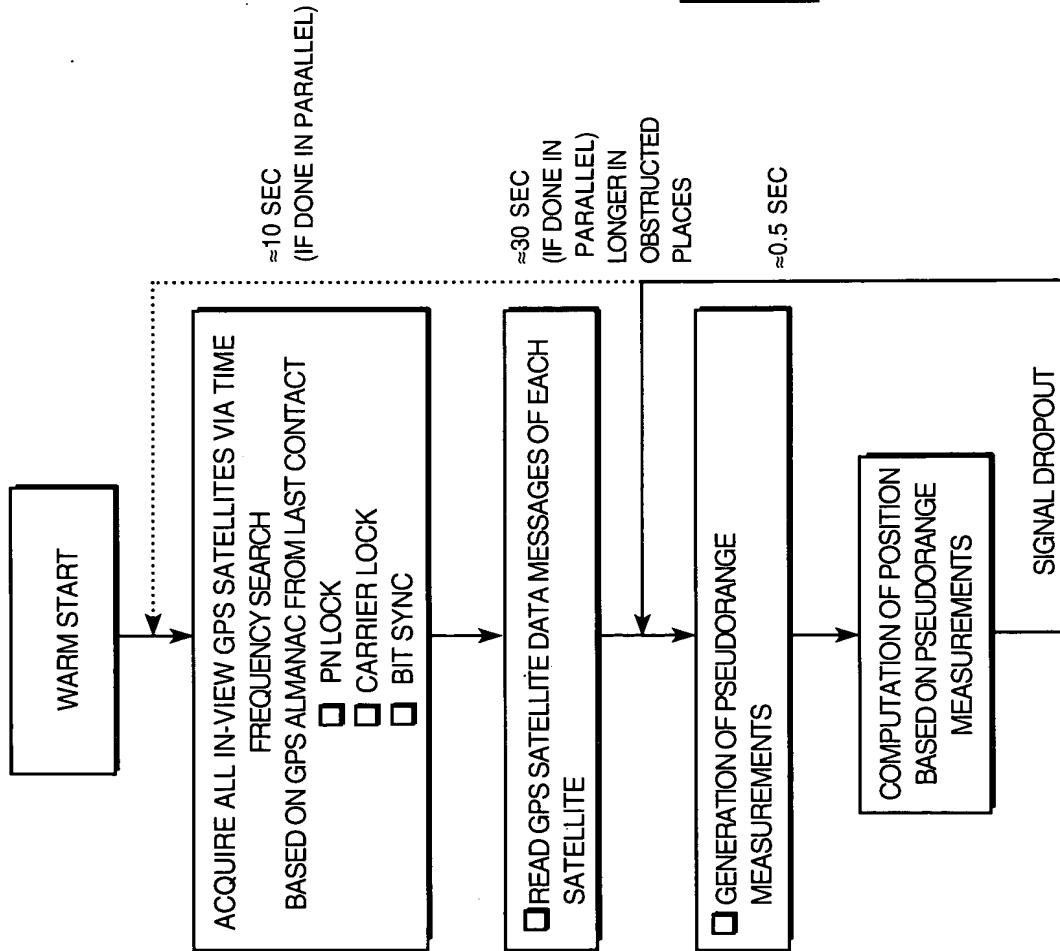 WARM START
ACQUIRE ALL IN-VIEW GPS SATELLITES VIA TIME
FREQUENCY SEARCH
BASED ON GPS ALMANAC FROM LAST CONTACT
PN LOCK
CARRIER LOCK
BIT SYNC
≈10 SEC
(IF DONE IN PARALLEL)
READ GPS SATELLITE DATA MESSAGES OF EACH
SATELLITE
≈30 SEC
(IF DONE IN
PARALLEL)
LONGER IN
OBSTRUCTED
PLACES
GENERATION OF PSEUDORANGE
MEASUREMENTS
≈0.5 SEC
COMPUTATION OF POSITION
BASED ON PSEUDORANGE
MEASUREMENTS
SIGNAL DROPOUT